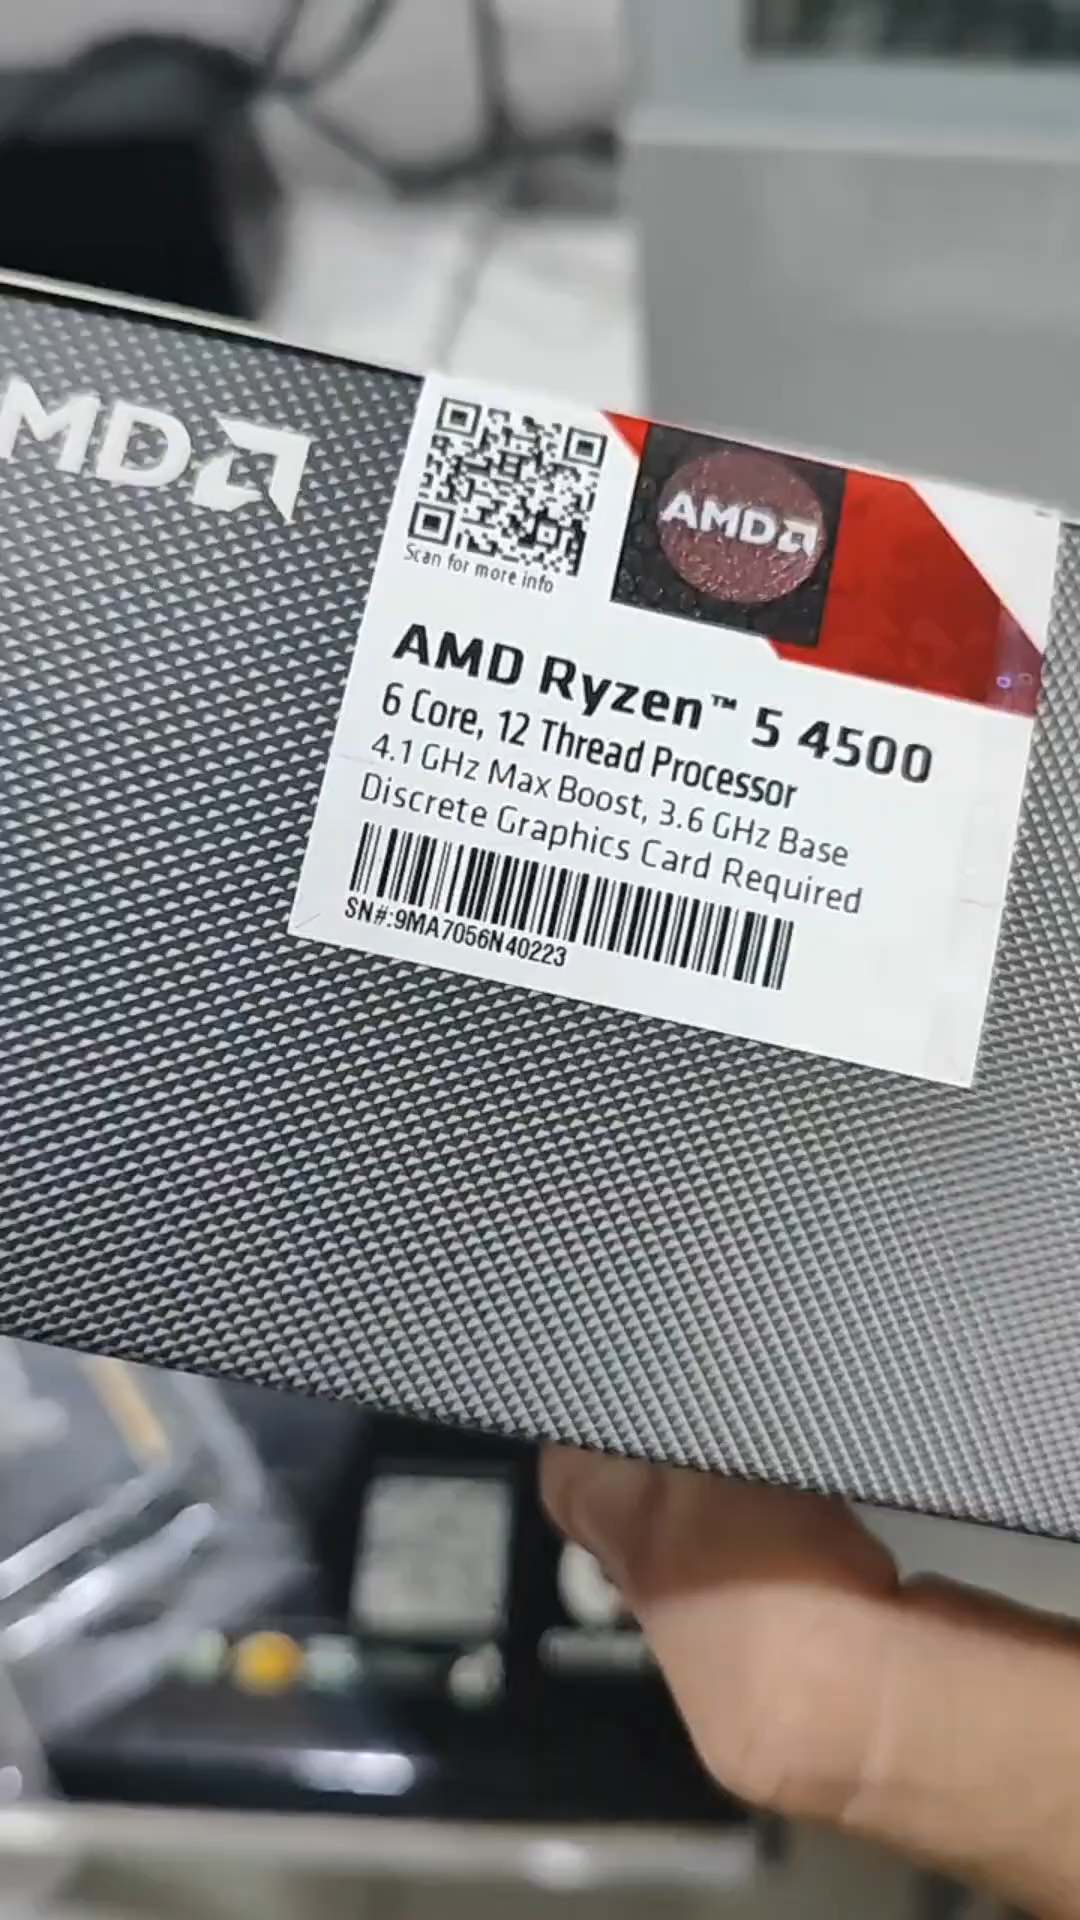 AMD
Scan for more info
AMD
AMD Ryzen™ 5 4500
6 Core, 12 Thread Processor
4.1 GHz Max Boost, 3.6 GHz Base
Discrete Graphics Card Required
SN#:9MA7056N40223